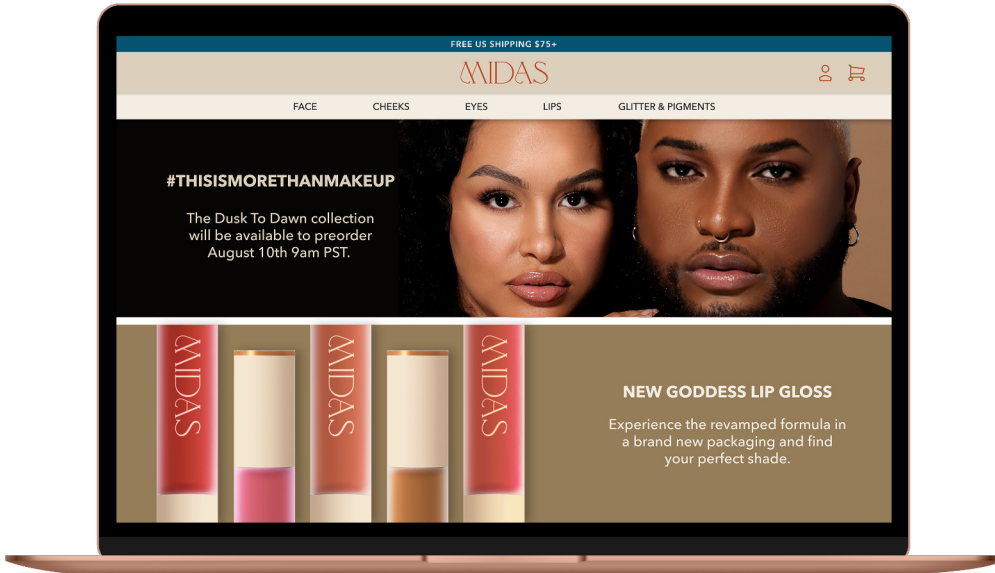 FREE US SHIPPING $75+
MIDAS
FACE CHEEKS EYES LIPS GLITTER & PIGMENTS
#THISISMORETHANMAKEUP
The Dusk To Dawn collection
will be available to preorder
August 10th 9am PST.
MIDAS
MIDAS
MIDAS
NEW GODDESS LIP GLOSS
Experience the revamped formula in
a brand new packaging and find
your perfect shade.